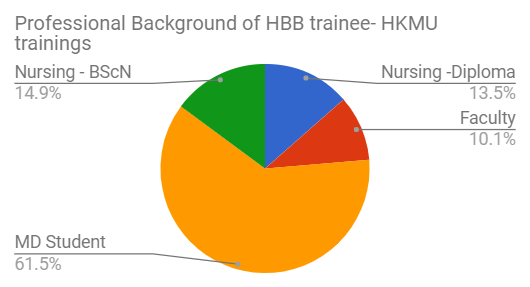 Professional Background of HBB trainee- HKMU
trainings
Nursing - BScN
14.9%
Nursing -Diploma
13.5%
Faculty
10.1%
MD Student
61.5%